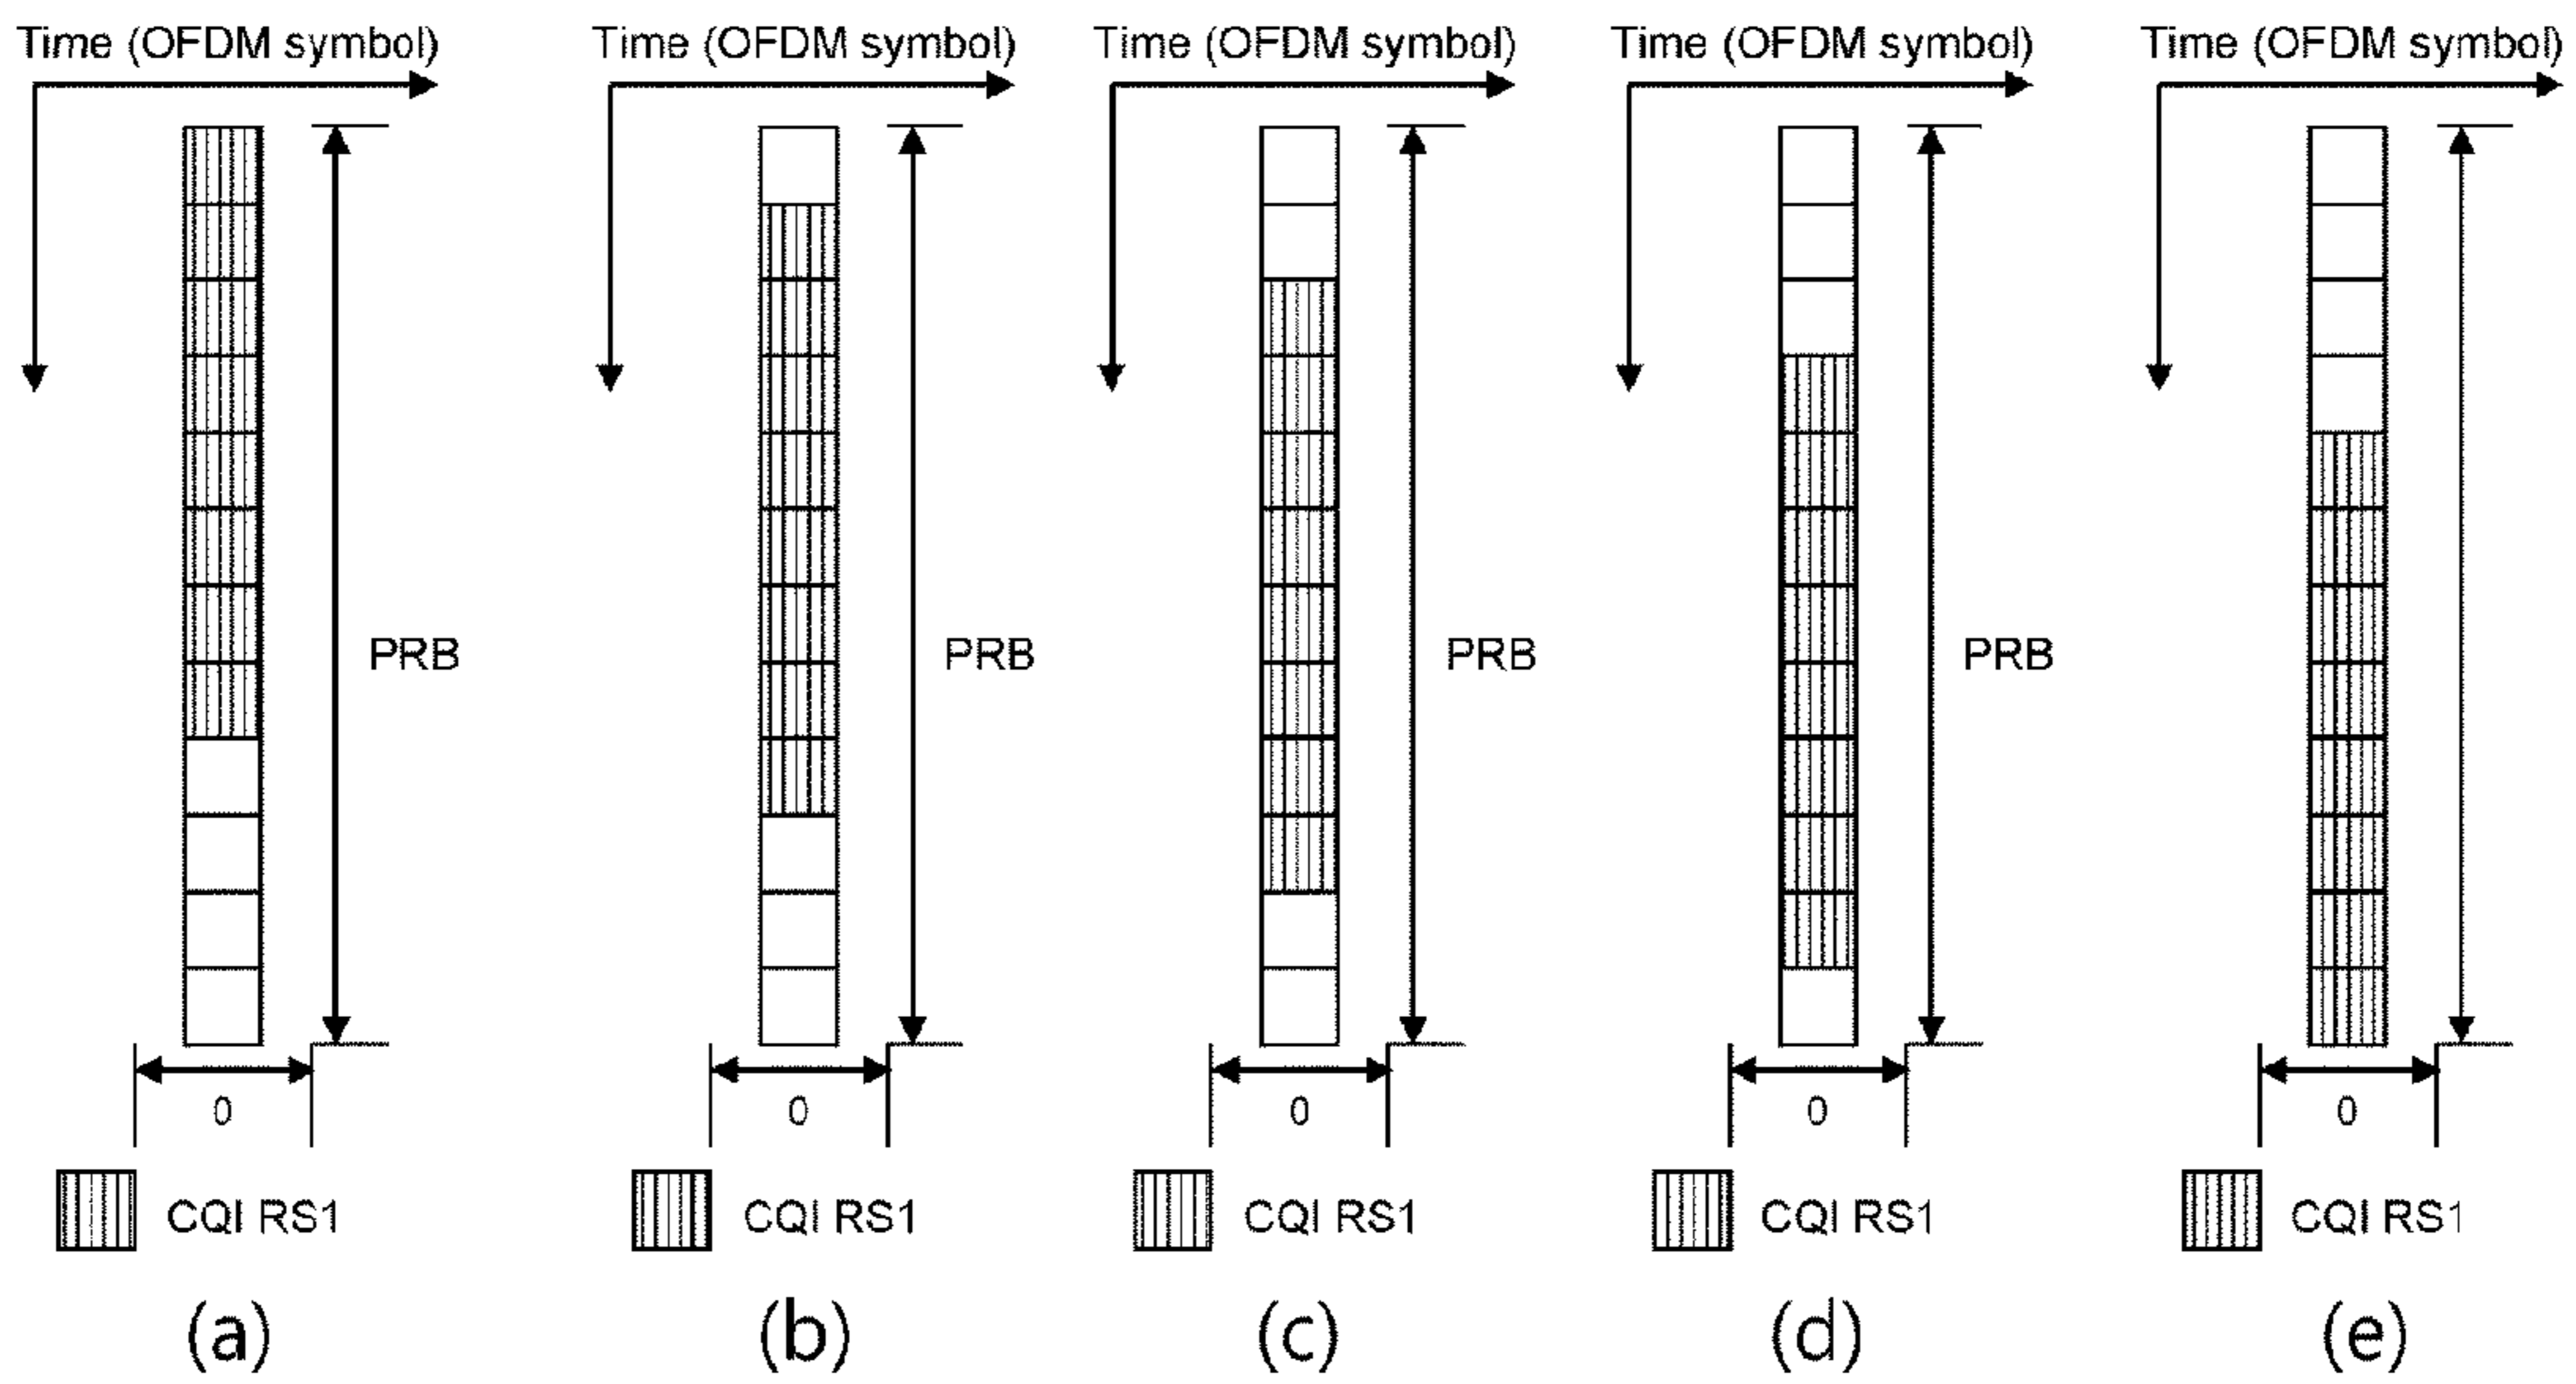 Time (OFDM symbol) Time (OFDM symbol) Time (OFDM symbol) Time (OFDM symbol) Time (OFDM symbol)
PRB PRB PRB PRB
0 0 0 0 0
CQI RS1 CQI RS1 CQI RS1 CQI RS1 CQI RS1
(a) (b) (c) (d) (e)